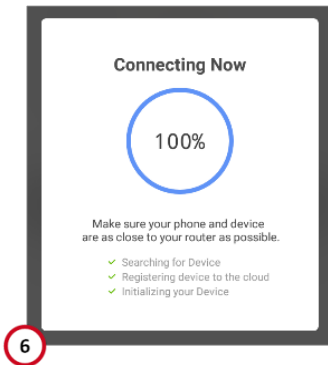 Connecting Now
100%
Make sure your phone and device
are as close to your router as possible.
Searching for Device
Registering device to the cloud
Initializing your Device
6